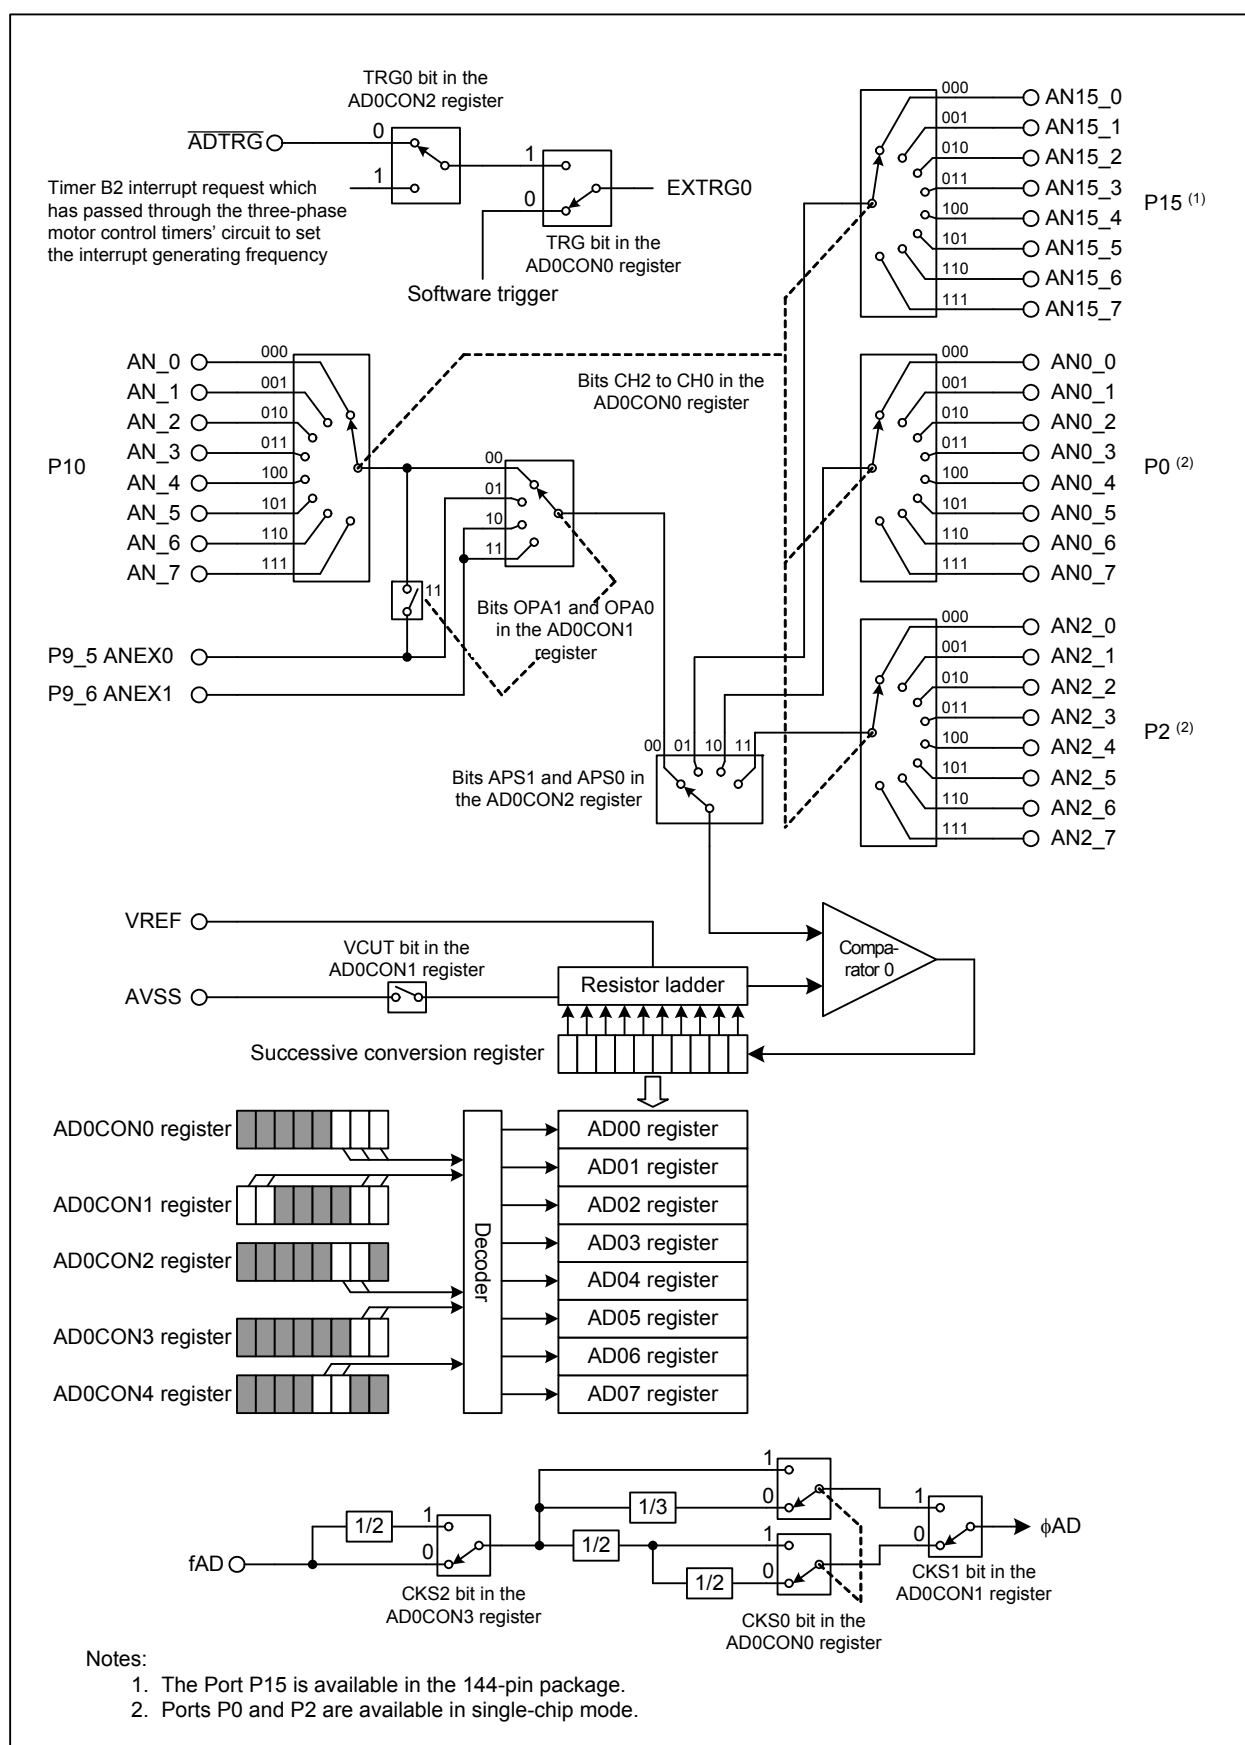 TRG0 bit in the
AD0CON2 register
ADTRG
0
1
Timer B2 interrupt request which
has passed through the three-phase
motor control timers' circuit to set
the interrupt generating frequency
1
0
EXTRG0
TRG bit in the
AD0CON0 register
Software trigger
000 AN15_0
001 AN15_1
010 AN15_2
011 AN15_3
100 AN15_4
101 AN15_5
110 AN15_6
111 AN15_7
P15 (1)
AN_0 000
AN_1 001
AN_2 010
AN_3 011
AN_4 100
AN_5 101
AN_6 110
AN_7 111
P10
Bits CH2 to CH0 in the
AD0CON0 register
000 AN0_0
001 AN0_1
010 AN0_2
011 AN0_3
100 AN0_4
101 AN0_5
110 AN0_6
111 AN0_7
P0 (2)
00
01
10
11
11
Bits OPA1 and OPA0
in the AD0CON1
register
P9_5 ANEX0
P9_6 ANEX1
000 AN2_0
001 AN2_1
010 AN2_2
011 AN2_3
100 AN2_4
101 AN2_5
110 AN2_6
111 AN2_7
P2 (2)
00 01 10 11
Bits APS1 and APS0 in
the AD0CON2 register
VREF
VCUT bit in the
AD0CON1 register
AVSS
Resistor ladder
Compa-
rator 0
Successive conversion register
AD0CON0 register
AD0CON1 register
AD0CON2 register
AD0CON3 register
AD0CON4 register
Decoder
AD00 register
AD01 register
AD02 register
AD03 register
AD04 register
AD05 register
AD06 register
AD07 register
fAD
1/2
1
0
CKS2 bit in the
AD0CON3 register
1/3
1/2
1/2
1
0
1
0
CKS0 bit in the
AD0CON0 register
1
0
CKS1 bit in the
AD0CON1 register
ϕAD
Notes:
1. The Port P15 is available in the 144-pin package.
2. Ports P0 and P2 are available in single-chip mode.